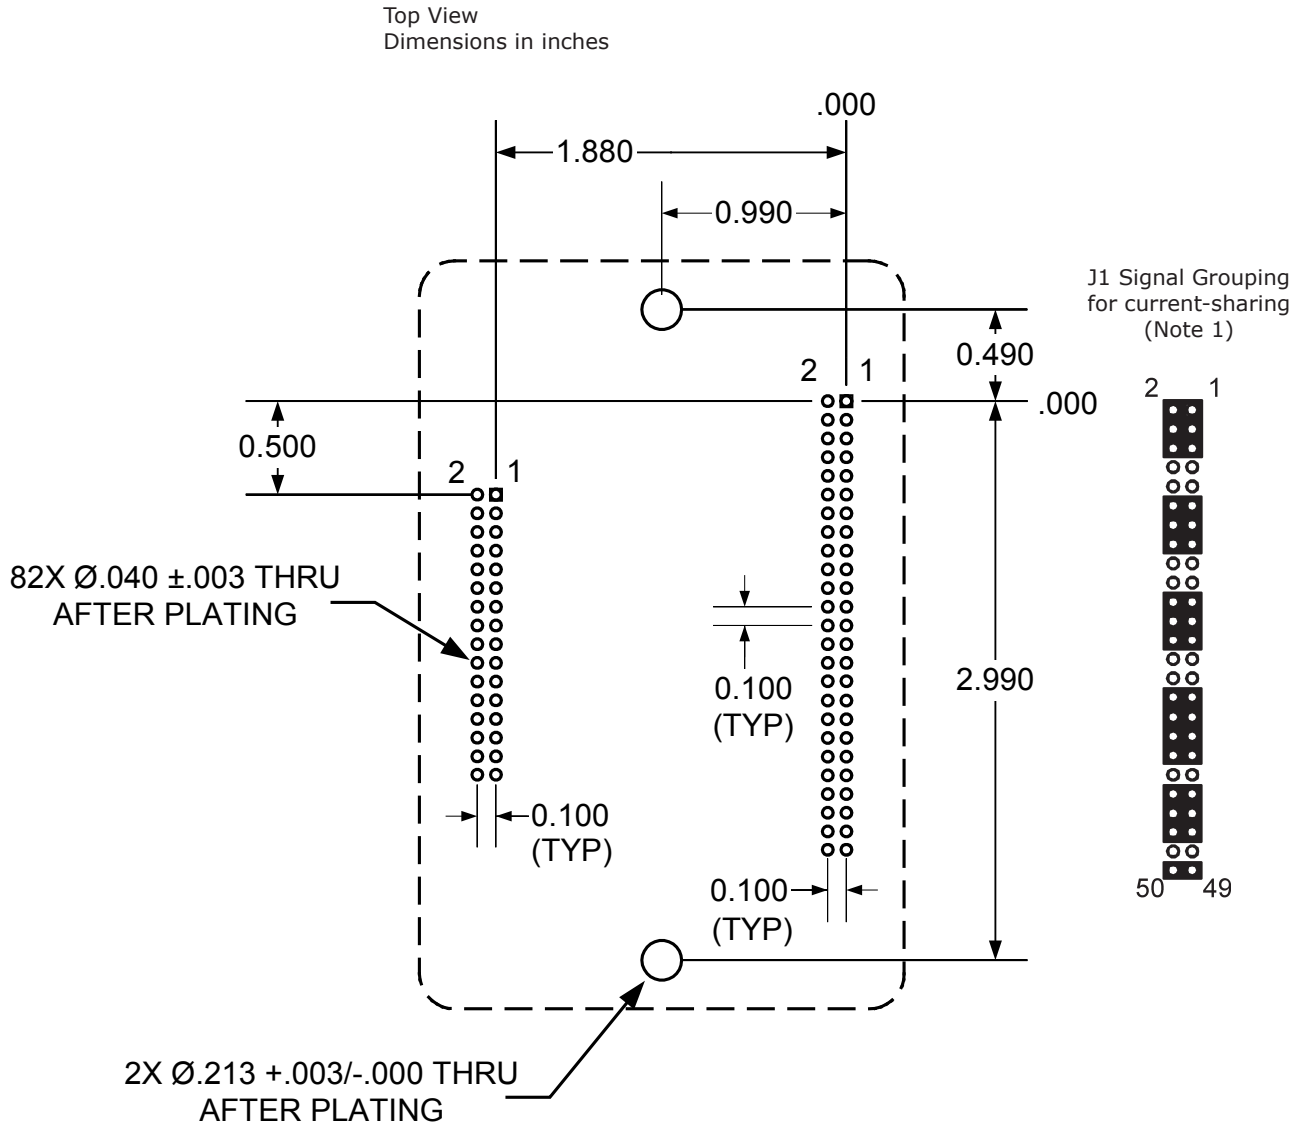 Top View
Dimensions in inches
.000
1.880
0.990
J1 Signal Grouping
for current-sharing
(Note 1)
0.490
2 1
2 1
.000
0.500
2 1
82X Ø.040 ±.003 THRU
AFTER PLATING
0.100
(TYP)
2.990
0.100
(TYP)
0.100
(TYP)
50 49
2X Ø.213 +.003/-.000 THRU
AFTER PLATING